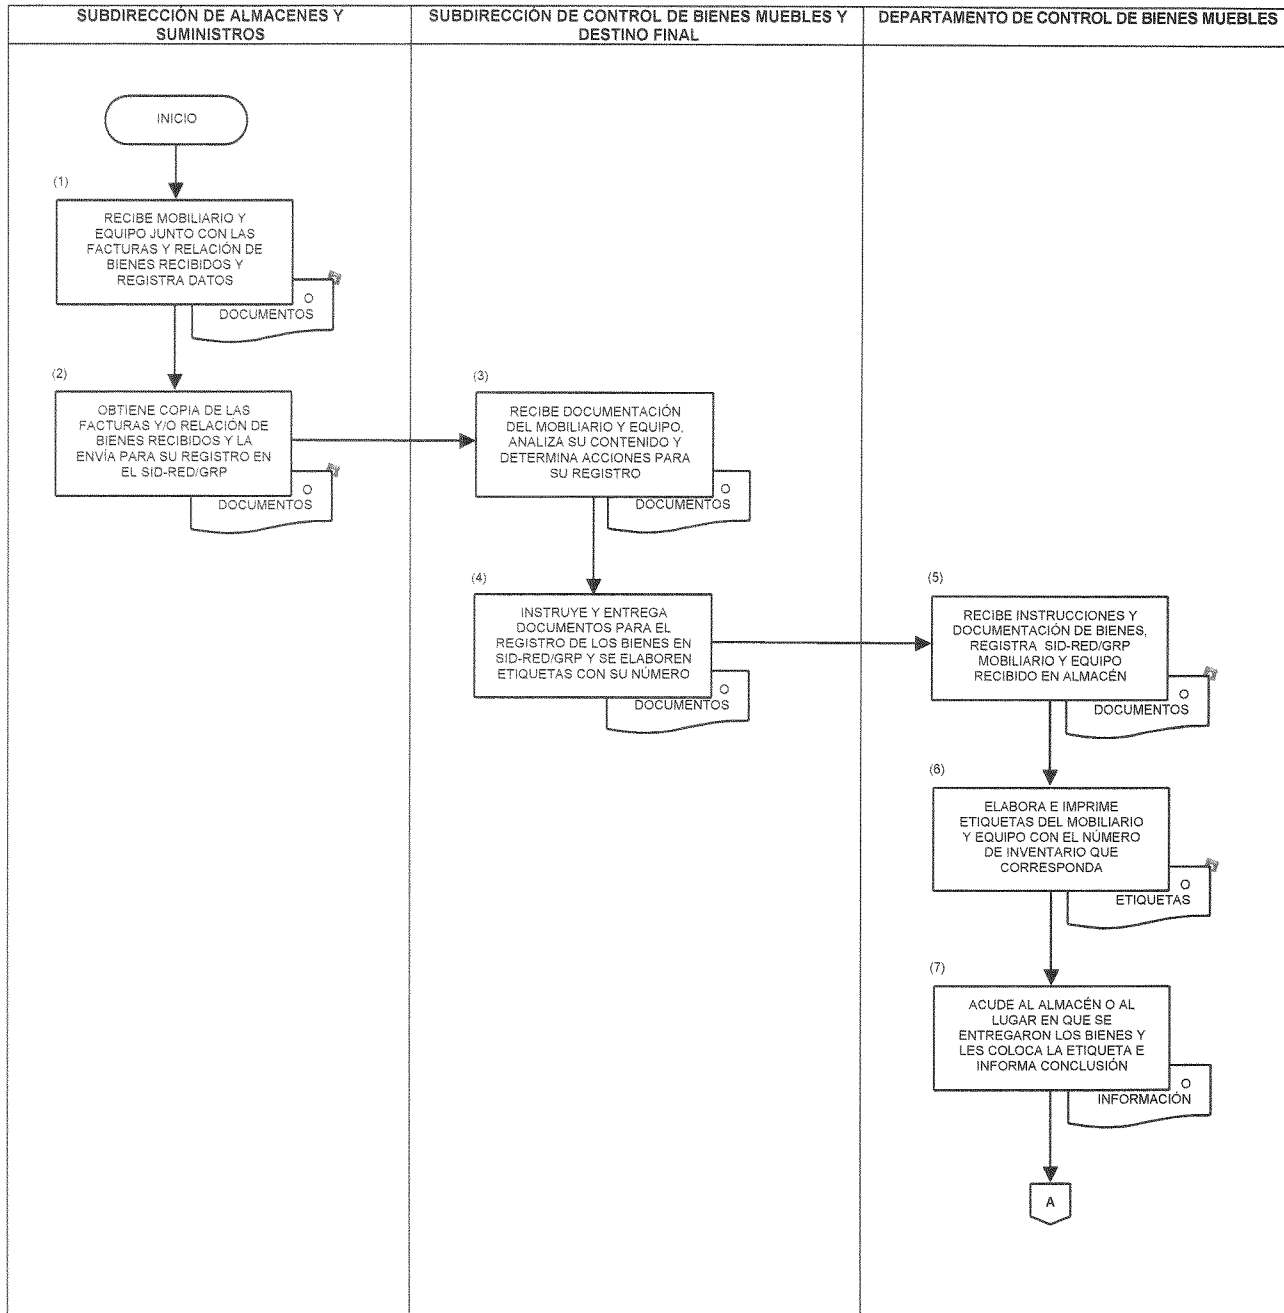 SUBDIRECCIÓN DE ALMACENES Y
SUMINISTROS
SUBDIRECCIÓN DE CONTROL DE BIENES MUEBLES Y
DESTINO FINAL
DEPARTAMENTO DE CONTROL DE BIENES MUEBLES
INICIO
(1)
RECIBE MOBILIARIO Y
EQUIPO JUNTO CON LAS
FACTURAS Y RELACIÓN DE
BIENES RECIBIDOS Y
REGISTRA DATOS
O
DOCUMENTOS
(2)
OBTIENE COPIA DE LAS
FACTURAS Y/O RELACIÓN DE
BIENES RECIBIDOS Y LA
ENVÍA PARA SU REGISTRO EN
EL SID-RED/GRP
O
DOCUMENTOS
(3)
RECIBE DOCUMENTACIÓN
DEL MOBILIARIO Y EQUIPO,
ANALIZA SU CONTENIDO Y
DETERMINA ACCIONES PARA
SU REGISTRO
O
DOCUMENTOS
(4)
INSTRUYE Y ENTREGA
DOCUMENTOS PARA EL
REGISTRO DE LOS BIENES EN
SID-RED/GRP Y SE ELABOREN
ETIQUETAS CON SU NÚMERO
O
DOCUMENTOS
(5)
RECIBE INSTRUCCIONES Y
DOCUMENTACIÓN DE BIENES,
REGISTRA SID-RED/GRP
MOBILIARIO Y EQUIPO
RECIBIDO EN ALMACÉN
O
DOCUMENTOS
(6)
ELABORA E IMPRIME
ETIQUETAS DEL MOBILIARIO
Y EQUIPO CON EL NÚMERO
DE INVENTARIO QUE
CORRESPONDA
O
ETIQUETAS
(7)
ACUDE AL ALMACÉN O AL
LUGAR EN QUE SE
ENTREGARON LOS BIENES Y
LES COLOCA LA ETIQUETA E
INFORMA CONCLUSIÓN
O
INFORMACIÓN
A